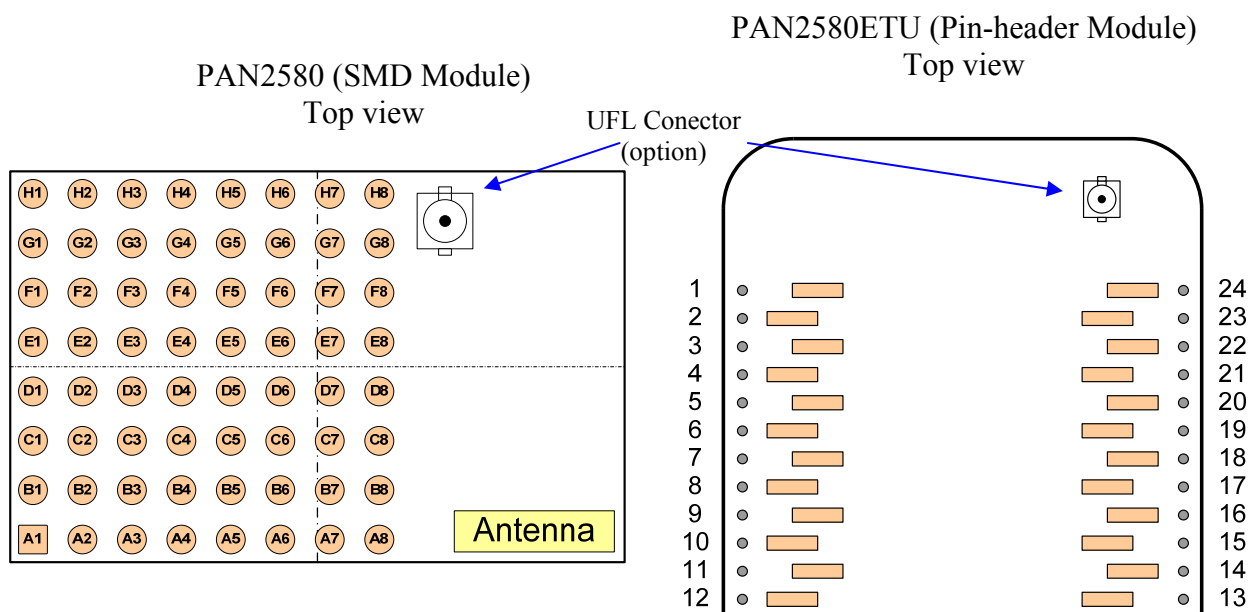 PAN2580ETU (Pin-header Module)
Top view
PAN2580 (SMD Module)
Top view
UFL Conector
(option)
H1 H2 H3 H4 H5 H6 H7 H8
G1 G2 G3 G4 G5 G6 G7 G8
F1 F2 F3 F4 F5 F6 F7 F8
E1 E2 E3 E4 E5 E6 E7 E8
D1 D2 D3 D4 D5 D6 D7 D8
C1 C2 C3 C4 C5 C6 C7 C8
B1 B2 B3 B4 B5 B6 B7 B8
A1 A2 A3 A4 A5 A6 A7 A8
Antenna
1 24
2 23
3 22
4 21
5 20
6 19
7 18
8 17
9 16
10 15
11 14
12 13